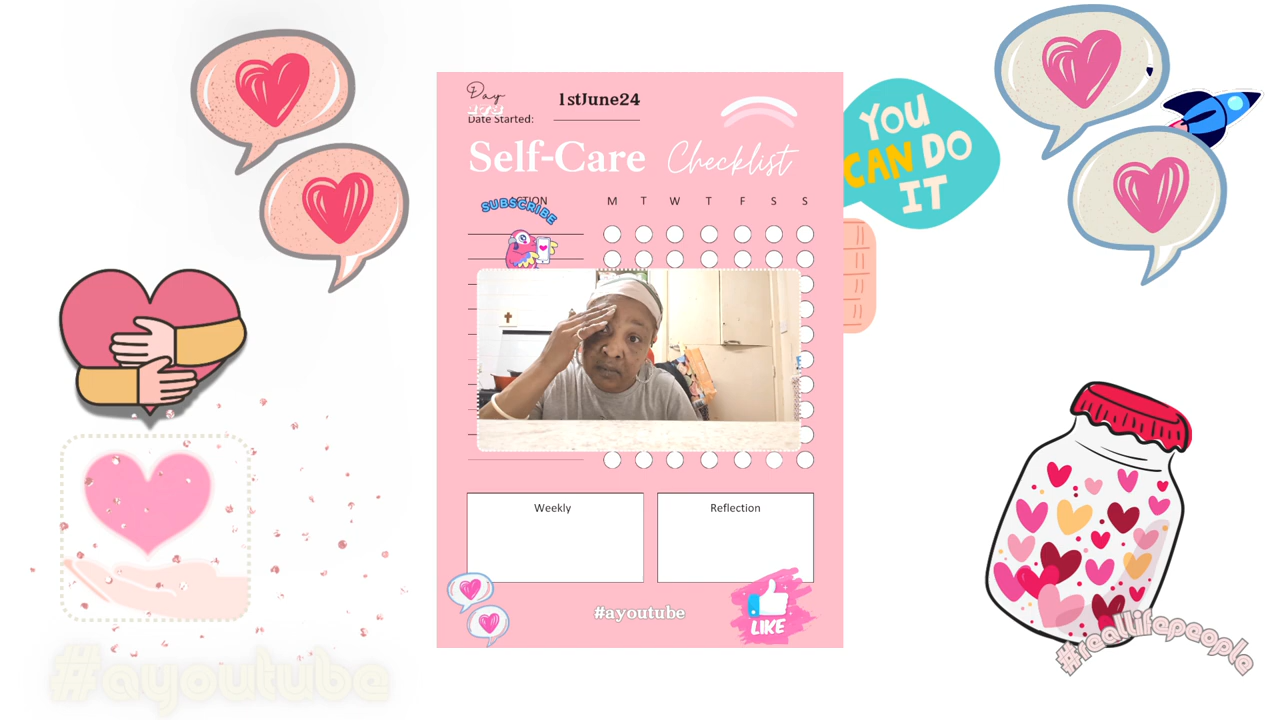 Day
1stJune24
Date Started:
Self-Care Checklist
SUBSCRIBE
M T W T F S S
Weekly
Reflection
#ayoutube
LIKE
YOU
CAN DO
IT
#ayoutube
#reallifepeople